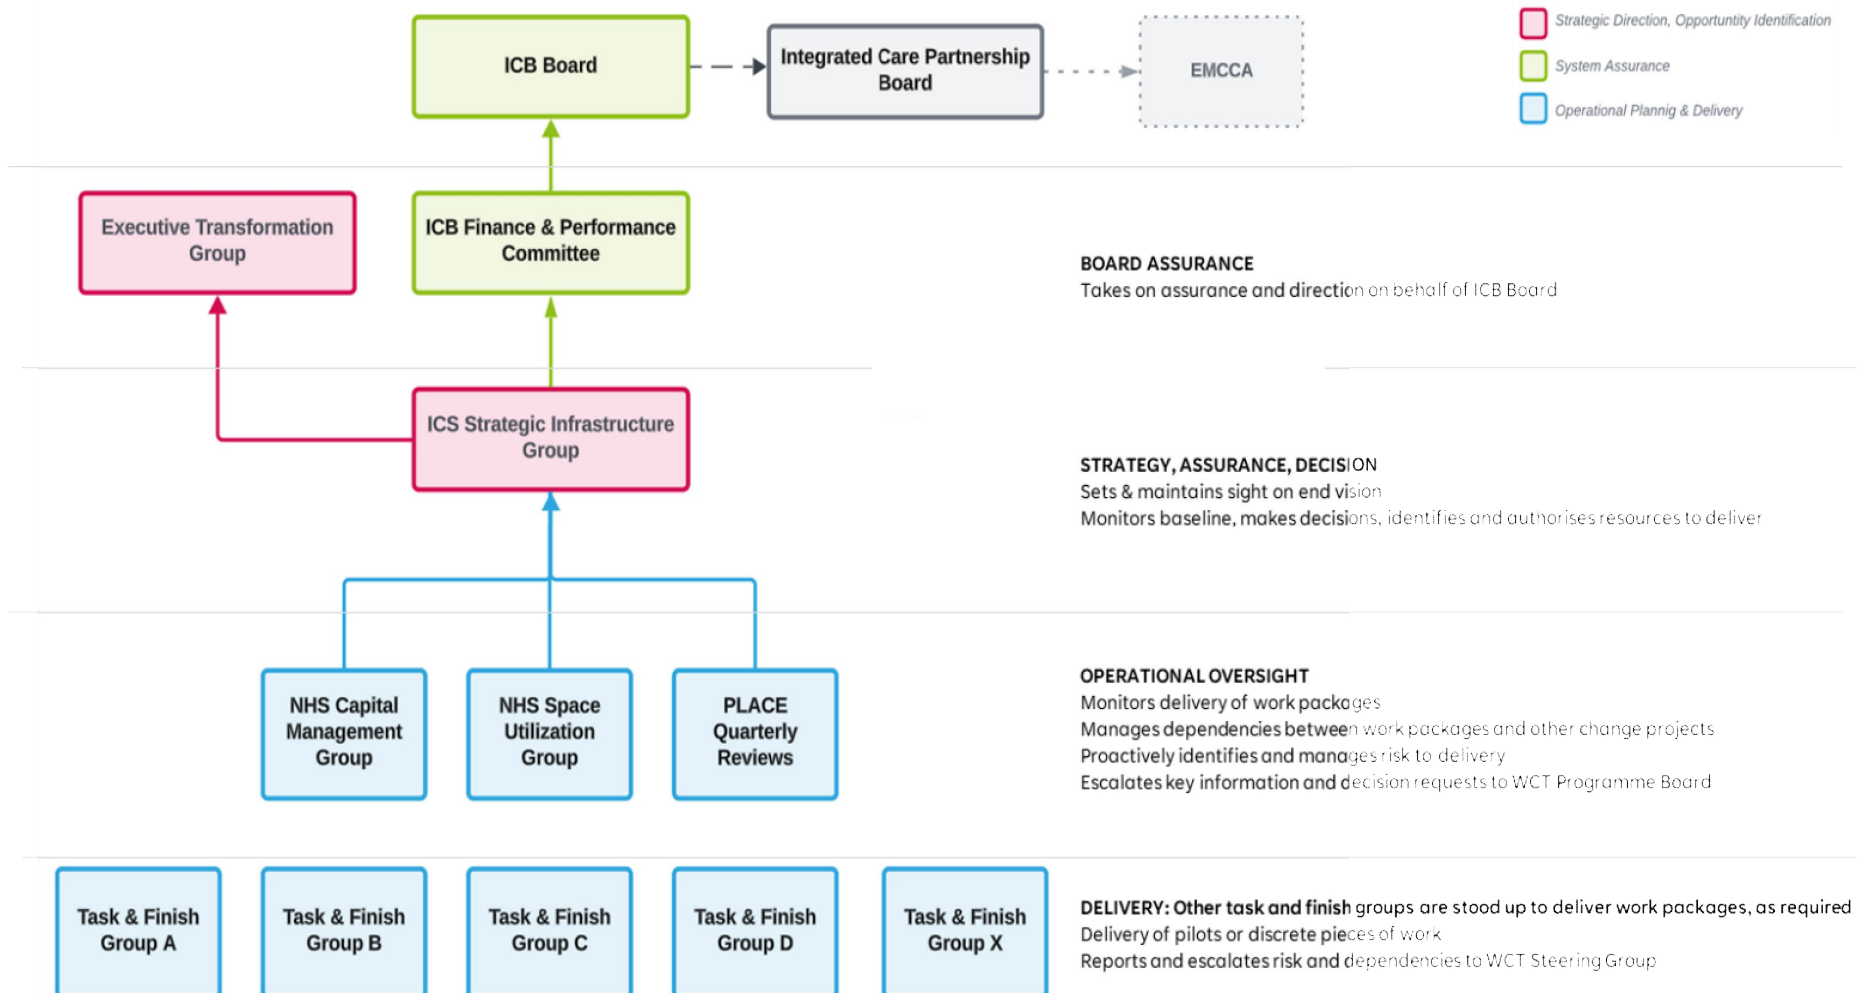 ICB Board
Integrated Care Partnership
Board
EMCCA
Strategic Direction, Opportuntity Identification
System Assurance
Operational Plannig & Delivery
Executive Transformation
Group
ICB Finance & Performance
Committee
BOARD ASSURANCE
Takes on assurance and direction on behalf of ICB Board
ICS Strategic Infrastructure
Group
STRATEGY, ASSURANCE, DECISION
Sets & maintains sight on end vision
Monitors baseline, makes decisions, identifies and authorises resources to deliver
NHS Capital
Management
Group
NHS Space
Utilization
Group
PLACE
Quarterly
Reviews
OPERATIONAL OVERSIGHT
Monitors delivery of work packages
Manages dependencies between work packages and other change projects
Proactively identifies and manages risk to delivery
Escalates key information and decision requests to WCT Programme Board
Task & Finish
Group A
Task & Finish
Group B
Task & Finish
Group C
Task & Finish
Group D
Task & Finish
Group X
DELIVERY: Other task and finish groups are stood up to deliver work packages, as required
Delivery of pilots or discrete pieces of work
Reports and escalates risk and dependencies to WCT Steering Group